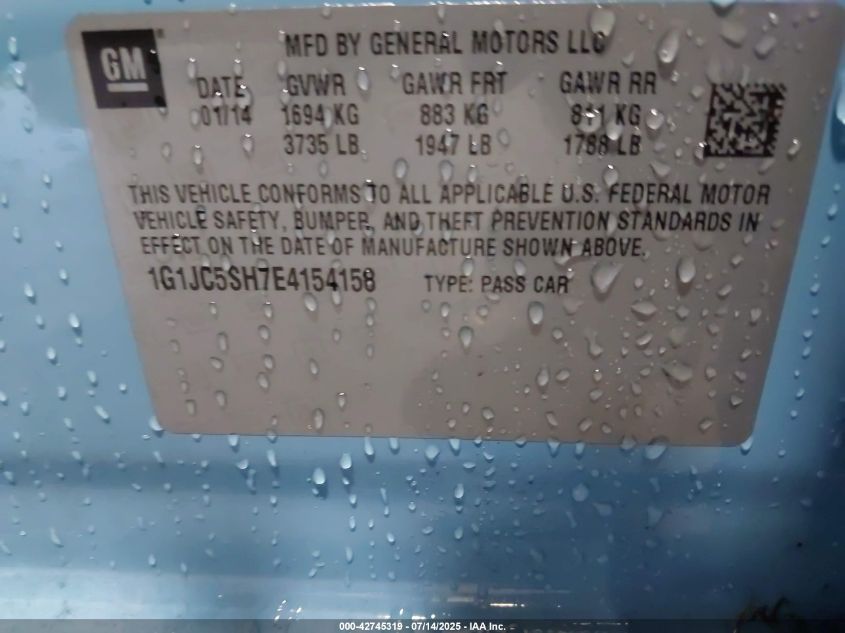 GM
MFD BY GENERAL MOTORS LLC
DATE GVWR GAWR FRT GAWR RR
01/14 1694 KG 883 KG 811 KG
3735 LB 1947 LB 1788 LB
THIS VEHICLE CONFORMS TO ALL APPLICABLE U.S. FEDERAL MOTOR
VEHICLE SAFETY, BUMPER, AND THEFT PREVENTION STANDARDS IN
EFFECT ON THE DATE OF MANUFACTURE SHOWN ABOVE.
1G1JC5SH7E4154158 TYPE: PASS CAR
000-42745319 - 07/14/2025 - IAA Inc.